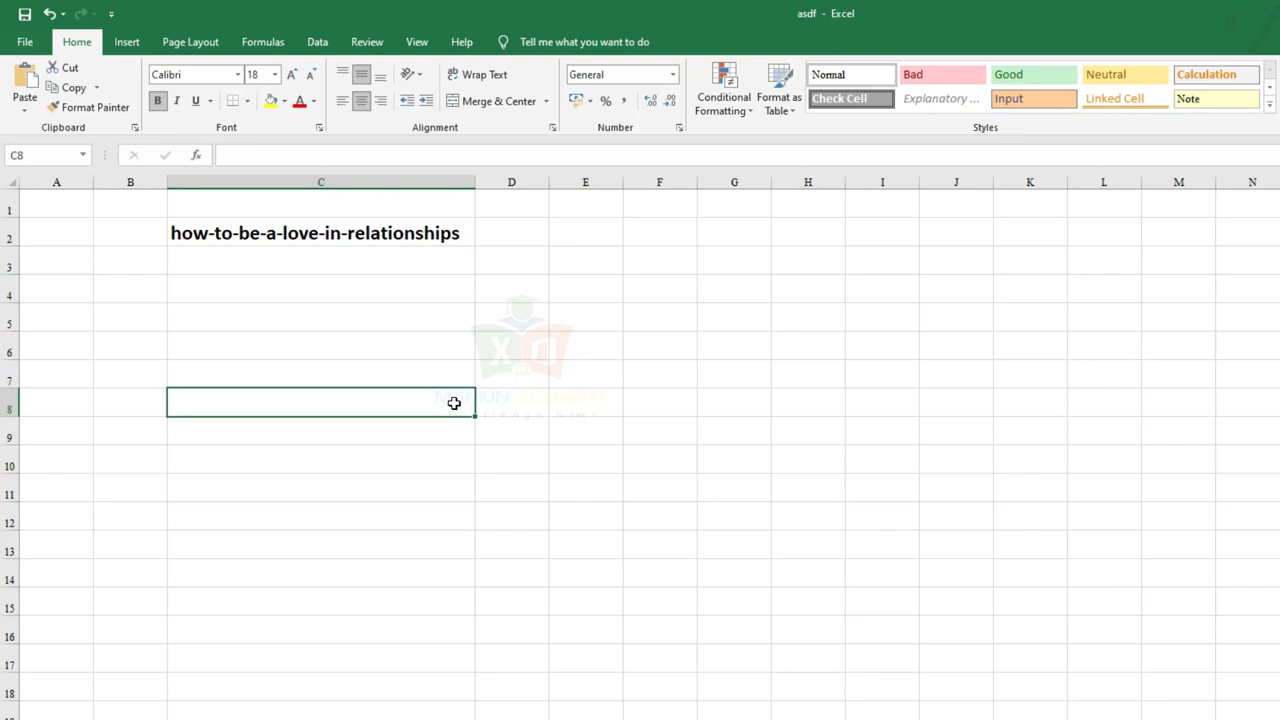 asdf - Excel
File Home Insert Page Layout Formulas Data Review View Help Tell me what you want to do
Paste
Cut
Copy
Format Painter
Clipboard
Calibri 18
B I U
Font
Wrap Text
Merge & Center
Alignment
General
Number
Conditional Formatting
Format as Table
Normal Bad Good Neutral Calculation
Check Cell Explanatory ... Input Linked Cell Note
Styles
C8 fx
A B C D E F G H I J K L M N
1
2 how-to-be-a-love-in-relationships
3
4
5
6
7
8
9
10
11
12
13
14
15
16
17
18